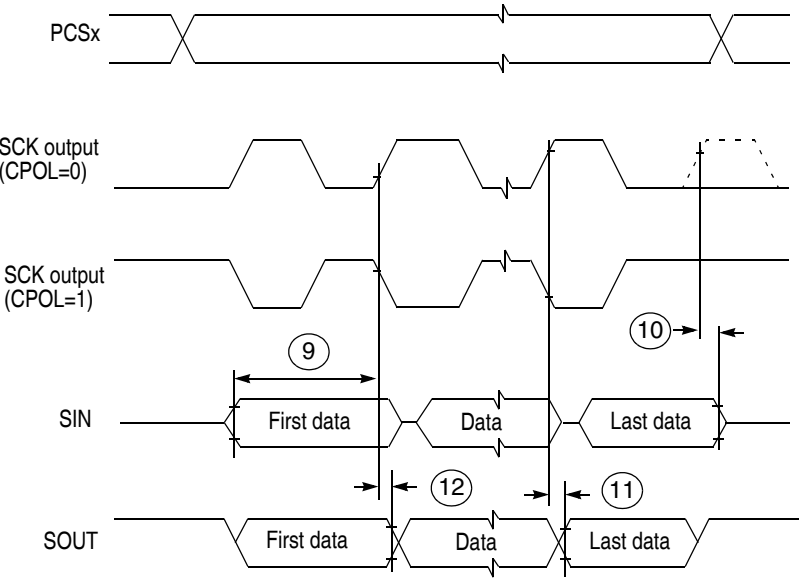 PCSx
SCK output
(CPOL=0)
SCK output
(CPOL=1)
10
9
SIN
First data
Data
Last data
12
11
SOUT
First data
Data
Last data